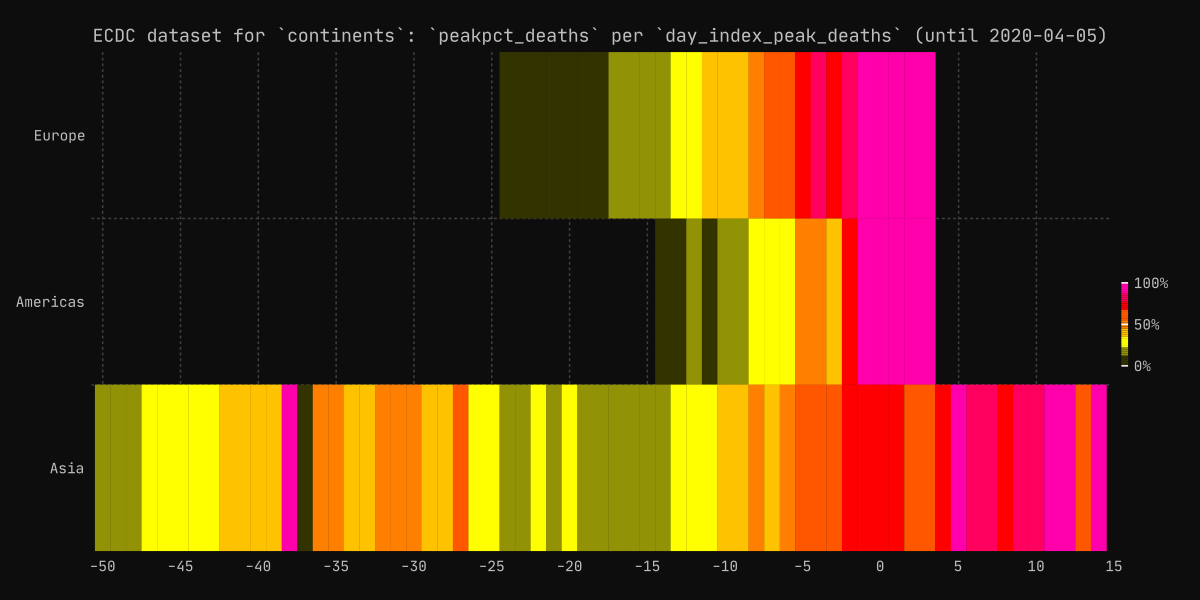 ECDC dataset for `continents`: `peakpct_deaths` per `day_index_peak_deaths` (until 2020-04-05)
Europe
Americas
100%
50%
0%
Asia
-50 -45 -40 -35 -30 -25 -20 -15 -10 -5 0 5 10 15